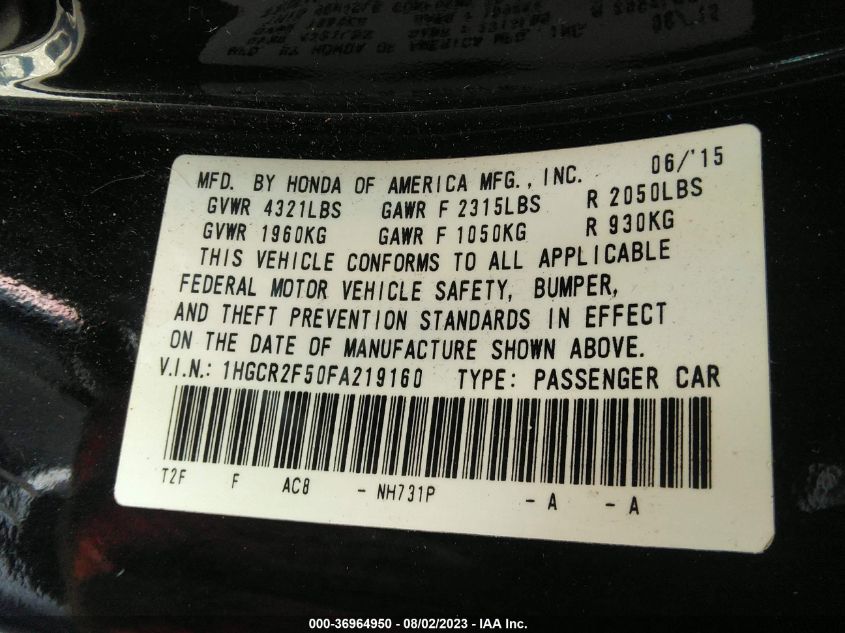 MFD. BY HONDA OF AMERICA MFG., INC. 06/'15
GVWR 4321LBS GAWR F 2315LBS R 2050LBS
GVWR 1960KG GAWR F 1050KG R 930KG
THIS VEHICLE CONFORMS TO ALL APPLICABLE
FEDERAL MOTOR VEHICLE SAFETY, BUMPER,
AND THEFT PREVENTION STANDARDS IN EFFECT
ON THE DATE OF MANUFACTURE SHOWN ABOVE.
V.I.N.: 1HGCR2F50FA219160 TYPE: PASSENGER CAR
T2F F AC8 - NH731P - A - A
000-36964950 - 08/02/2023 - IAA Inc.